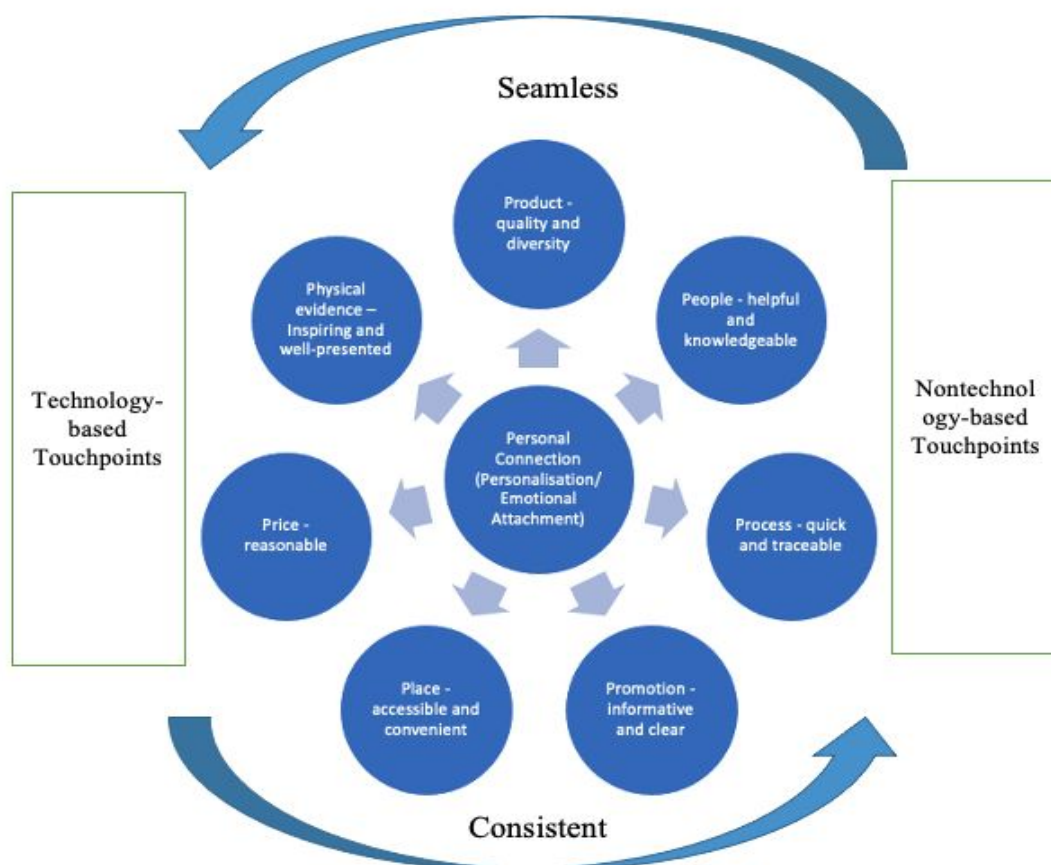 Seamless
Product -
quality and
diversity
Physical
evidence –
Inspiring and
well-presented
People - helpful
and
knowledgeable
Technology-
based
Touchpoints
Personal
Connection
(Personalisation/
Emotional
Attachment)
Nontechnol
ogy-based
Touchpoints
Price -
reasonable
Process - quick
and traceable
Place -
accessible and
convenient
Promotion -
informative
and clear
Consistent